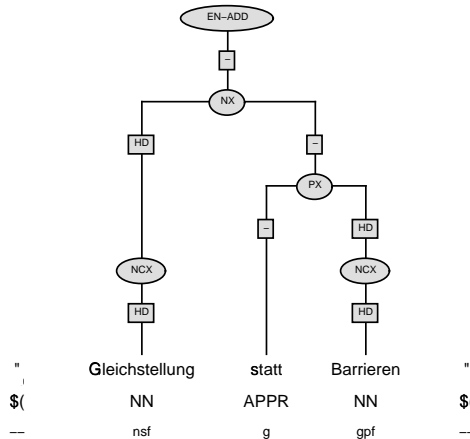 EN–ADD
–
NX
HD –
PX
– HD
NCX NCX
HD HD
" Gleichstellung statt Barrieren "
$( NN APPR NN $(
–– nsf g gpf ––